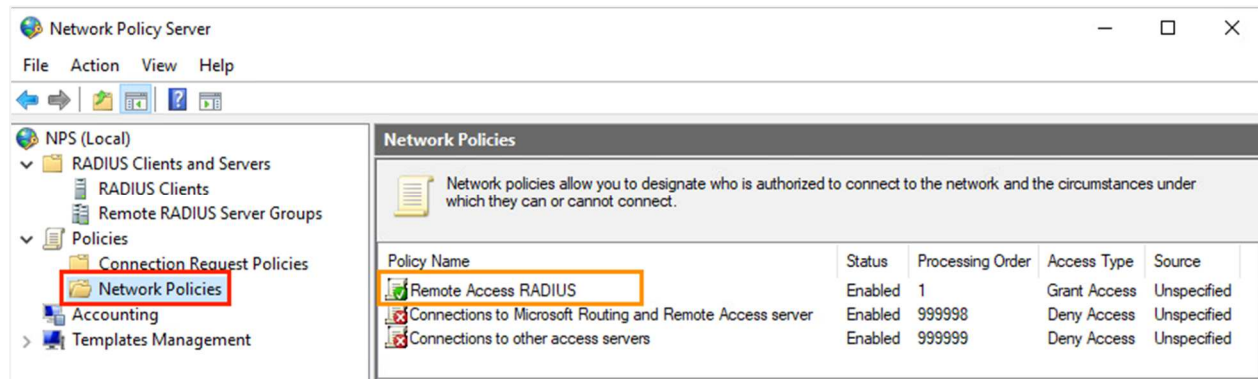 Network Policy Server
File Action View Help
NPS (Local)
RADIUS Clients and Servers
RADIUS Clients
Remote RADIUS Server Groups
Policies
Connection Request Policies
Network Policies
Accounting
Templates Management
Network Policies
Network policies allow you to designate who is authorized to connect to the network and the circumstances under
which they can or cannot connect.
Policy Name Status Processing Order Access Type Source
Remote Access RADIUS Enabled 1 Grant Access Unspecified
Connections to Microsoft Routing and Remote Access server Enabled 999998 Deny Access Unspecified
Connections to other access servers Enabled 999999 Deny Access Unspecified